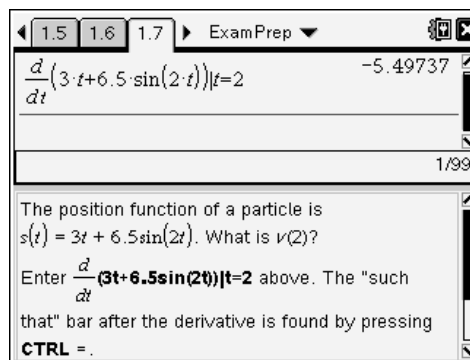 1.5 1.6 1.7 ExamPrep
d/dt(3·t+6.5·sin(2·t))|t=2 -5.49737
1/99
The position function of a particle is
s(t) = 3t + 6.5sin(2t). What is v(2)?
Enter d/dt(3t+6.5sin(2t))|t=2 above. The "such
that" bar after the derivative is found by pressing
CTRL =.